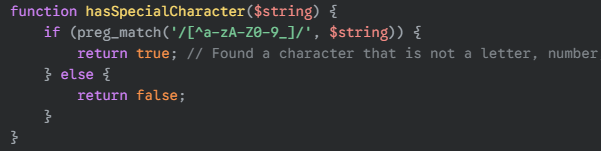 function hasSpecialCharacter($string) {
    if (preg_match('/[^a-zA-Z0-9_]/', $string)) {
        return true; // Found a character that is not a letter, number
    } else {
        return false;
    }
}